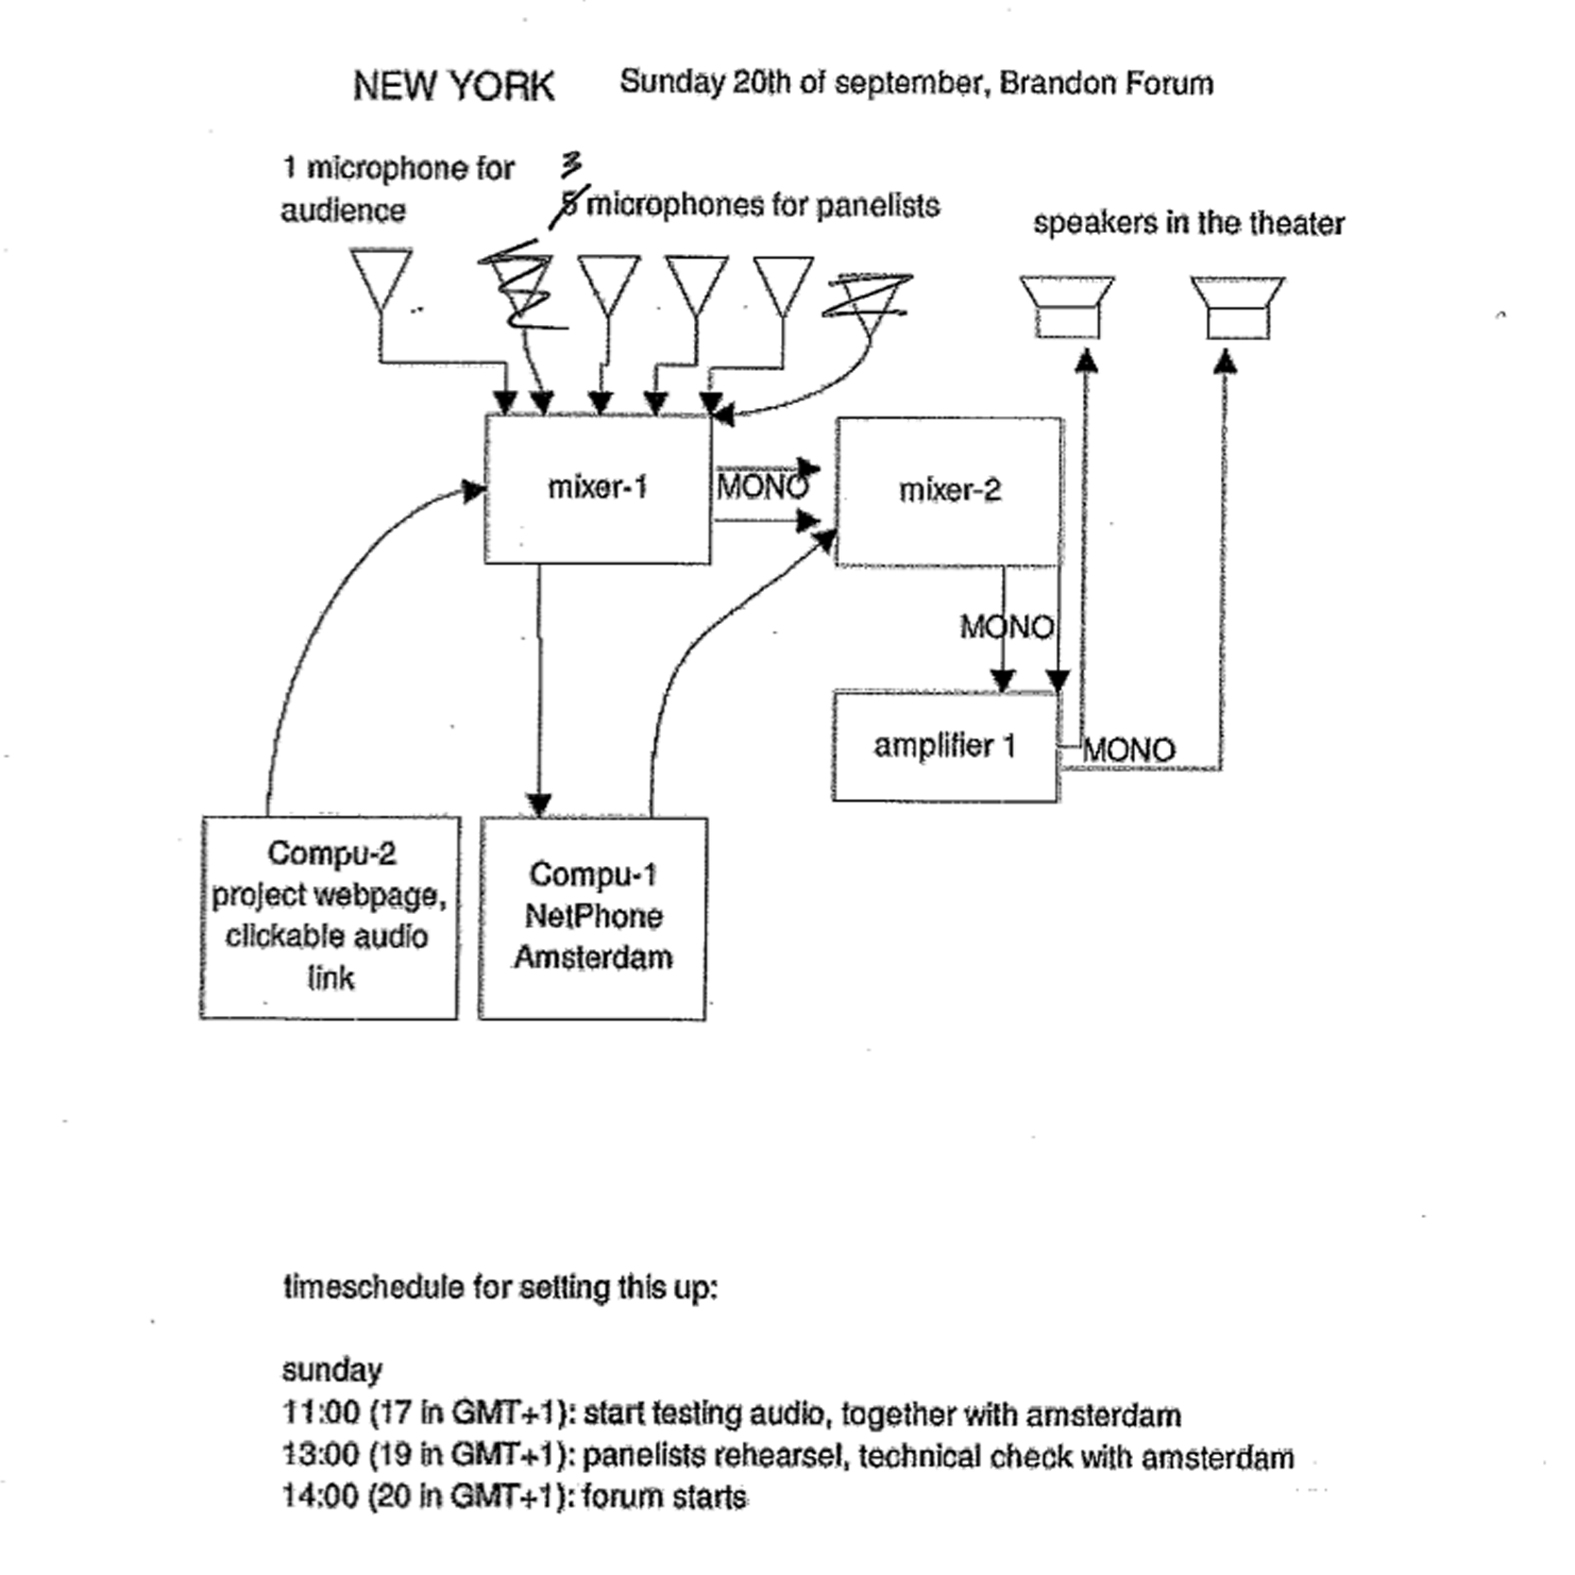 NEW YORK Sunday 20th of september, Brandon Forum
1 microphone for
audience
3
5 microphones for panelists
speakers in the theater
mixer-1
MONO
mixer-2
MONO
amplifier 1
MONO
Compu-2
project webpage,
clickable audio
link
Compu-1
NetPhone
Amsterdam
timeschedule for setting this up:
sunday
11:00 (17 in GMT+1): start testing audio, together with amsterdam
13:00 (19 in GMT+1): panelists rehearsel, technical check with amsterdam
14:00 (20 in GMT+1): forum starts